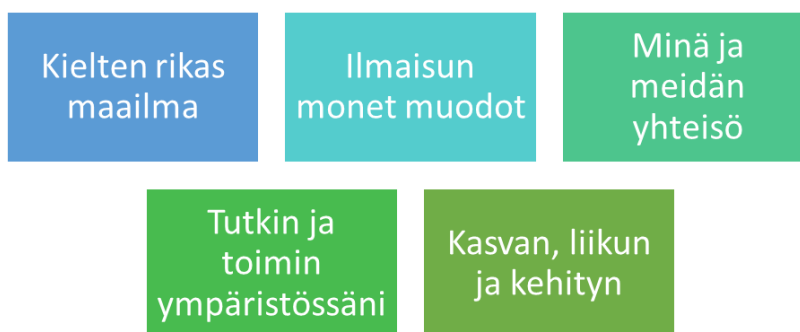 Kielten rikas
maailma
Ilmaisun
monet muodot
Minä ja
meidän
yhteisö
Tutkin ja
toimin
ympäristössäni
Kasvan, liikun
ja kehityn